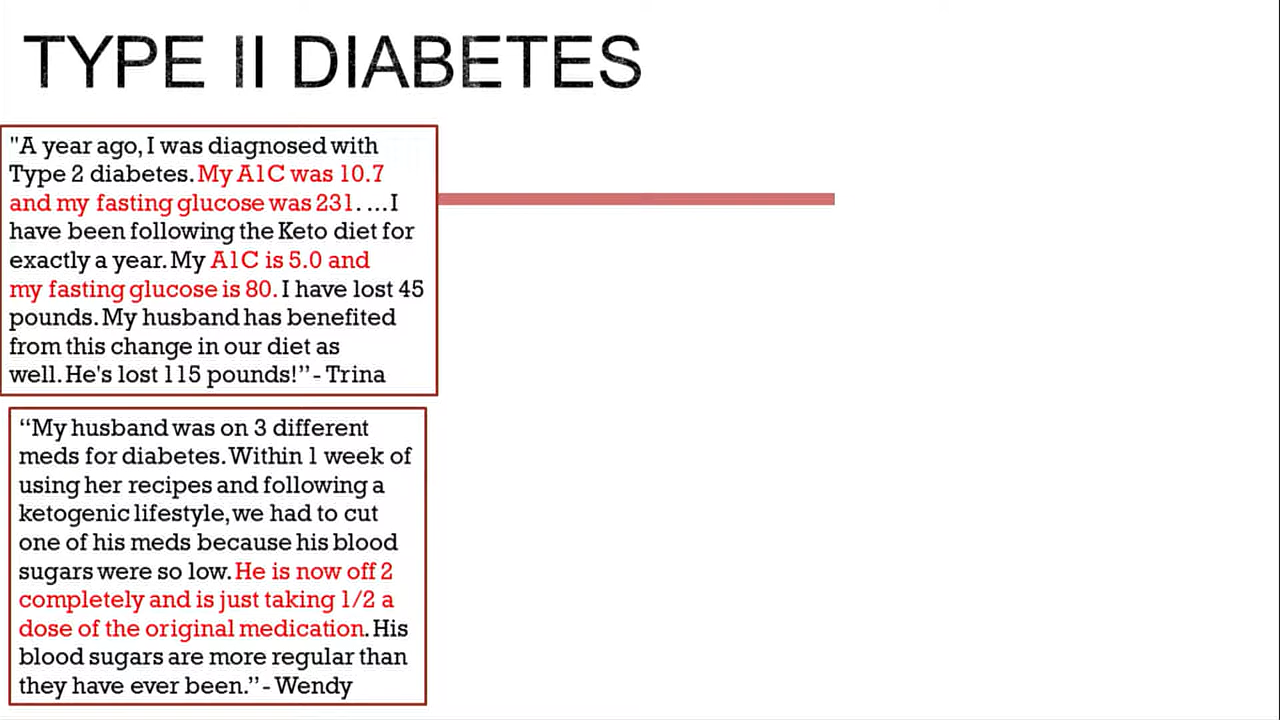 TYPE II DIABETES
"A year ago, I was diagnosed with
Type 2 diabetes. My A1C was 10.7
and my fasting glucose was 231. ...I
have been following the Keto diet for
exactly a year. My A1C is 5.0 and
my fasting glucose is 80. I have lost 45
pounds. My husband has benefited
from this change in our diet as
well. He's lost 115 pounds!” - Trina
“My husband was on 3 different
meds for diabetes. Within 1 week of
using her recipes and following a
ketogenic lifestyle, we had to cut
one of his meds because his blood
sugars were so low. He is now off 2
completely and is just taking 1/2 a
dose of the original medication. His
blood sugars are more regular than
they have ever been.” - Wendy